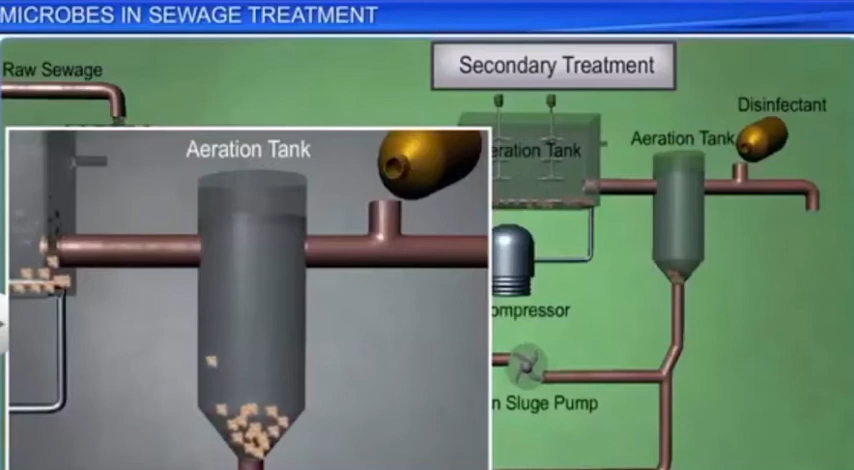 MICROBES IN SEWAGE TREATMENT
Raw Sewage
Secondary Treatment
Disinfectant
Aeration Tank
eration Tank
Aeration Tank
ompressor
n Sluge Pump